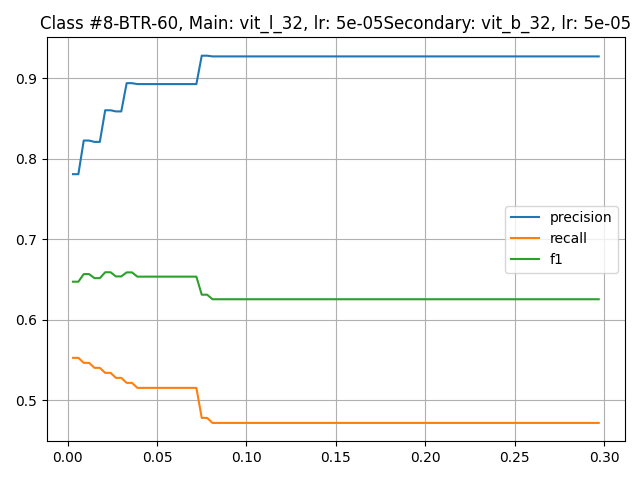 Class #8-BTR-60, Main: vit_l_32, lr: 5e-05Secondary: vit_b_32, lr: 5e-05
0.9
0.8
0.7
0.6
0.5
precision
recall
f1
0.00 0.05 0.10 0.15 0.20 0.25 0.30